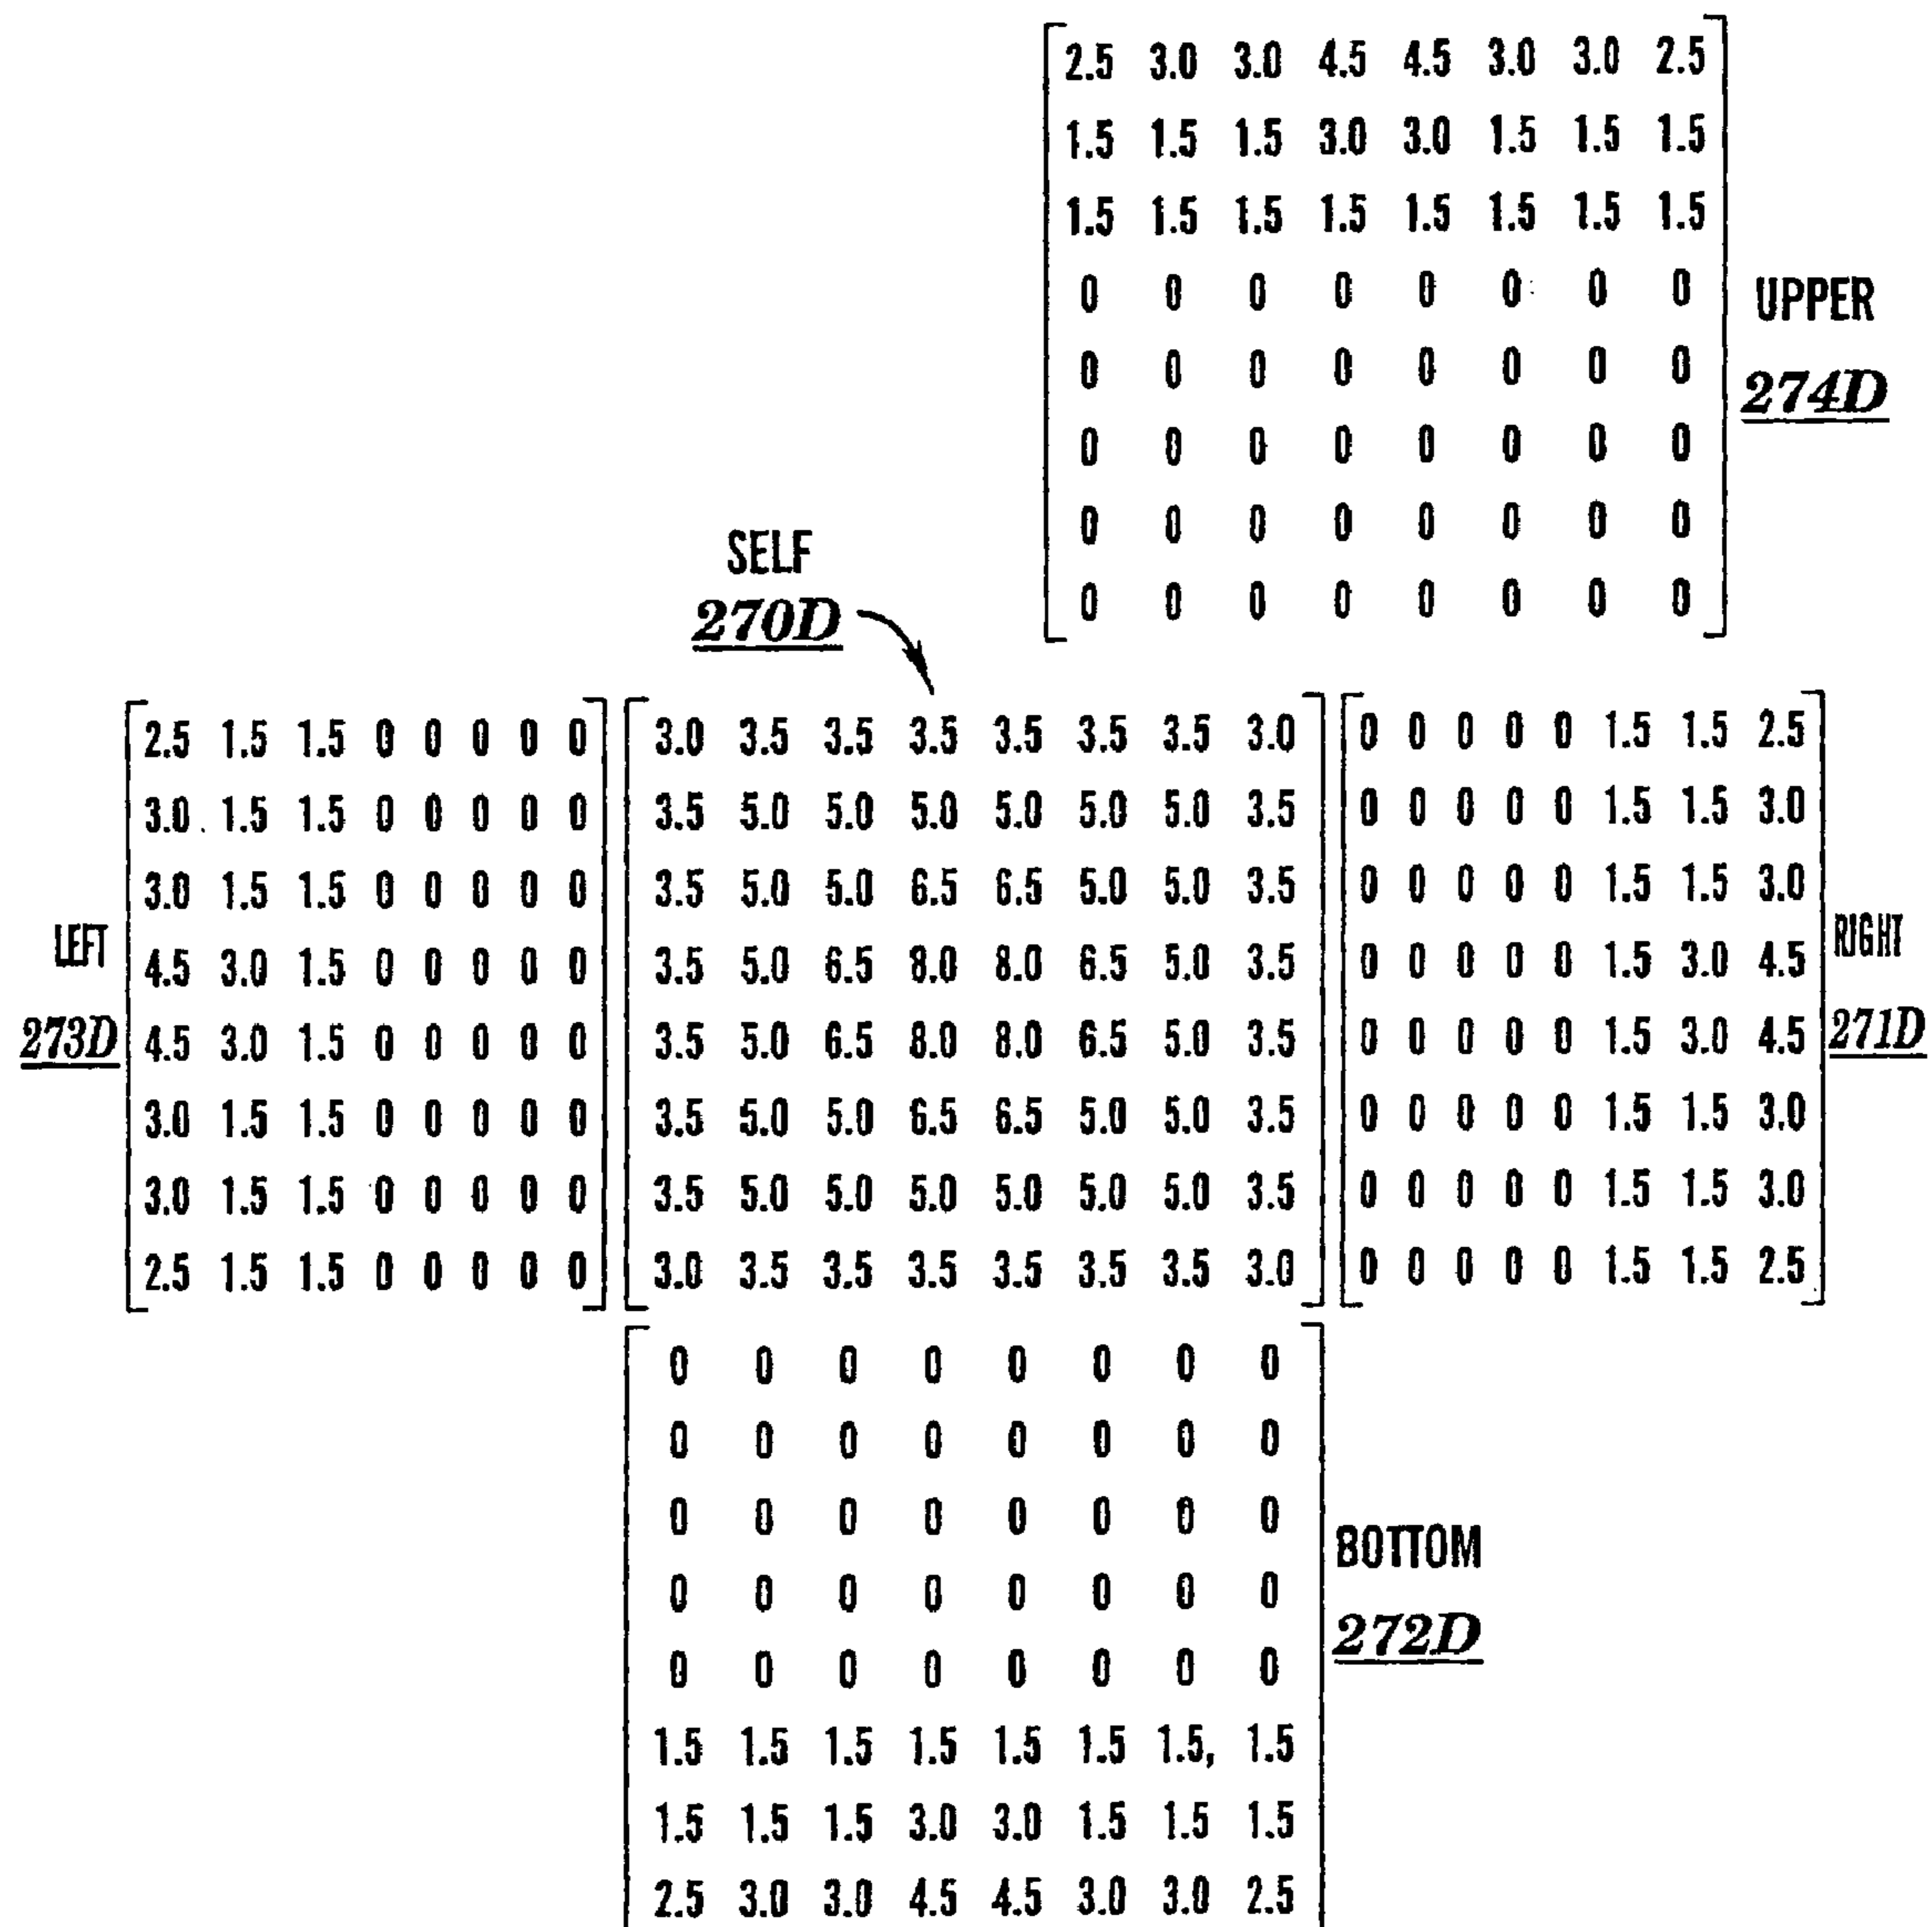 2.5 3.0 3.0 4.5 4.5 3.0 3.0 2.5
1.5 1.5 1.5 3.0 3.0 1.5 1.5 1.5
1.5 1.5 1.5 1.5 1.5 1.5 1.5 1.5
0 0 0 0 0 0 0 0
0 0 0 0 0 0 0 0
0 0 0 0 0 0 0 0
0 0 0 0 0 0 0 0
0 0 0 0 0 0 0 0
UPPER
274D
SELF
270D
LEFT
273D
2.5 1.5 1.5 0 0 0 0 0
3.0 1.5 1.5 0 0 0 0 0
3.0 1.5 1.5 0 0 0 0 0
4.5 3.0 1.5 0 0 0 0 0
4.5 3.0 1.5 0 0 0 0 0
3.0 1.5 1.5 0 0 0 0 0
3.0 1.5 1.5 0 0 0 0 0
2.5 1.5 1.5 0 0 0 0 0
3.0 3.5 3.5 3.5 3.5 3.5 3.5 3.0
3.5 5.0 5.0 5.0 5.0 5.0 5.0 3.5
3.5 5.0 5.0 6.5 6.5 5.0 5.0 3.5
3.5 5.0 6.5 8.0 8.0 6.5 5.0 3.5
3.5 5.0 6.5 8.0 8.0 6.5 5.0 3.5
3.5 5.0 5.0 6.5 6.5 5.0 5.0 3.5
3.5 5.0 5.0 5.0 5.0 5.0 5.0 3.5
3.0 3.5 3.5 3.5 3.5 3.5 3.5 3.0
0 0 0 0 0 1.5 1.5 2.5
0 0 0 0 0 1.5 1.5 3.0
0 0 0 0 0 1.5 1.5 3.0
0 0 0 0 0 1.5 3.0 4.5
0 0 0 0 0 1.5 3.0 4.5
0 0 0 0 0 1.5 1.5 3.0
0 0 0 0 0 1.5 1.5 3.0
0 0 0 0 0 1.5 1.5 2.5
RIGHT
271D
0 0 0 0 0 0 0 0
0 0 0 0 0 0 0 0
0 0 0 0 0 0 0 0
0 0 0 0 0 0 0 0
0 0 0 0 0 0 0 0
1.5 1.5 1.5 1.5 1.5 1.5 1.5, 1.5
1.5 1.5 1.5 3.0 3.0 1.5 1.5 1.5
2.5 3.0 3.0 4.5 4.5 3.0 3.0 2.5
BOTTOM
272D